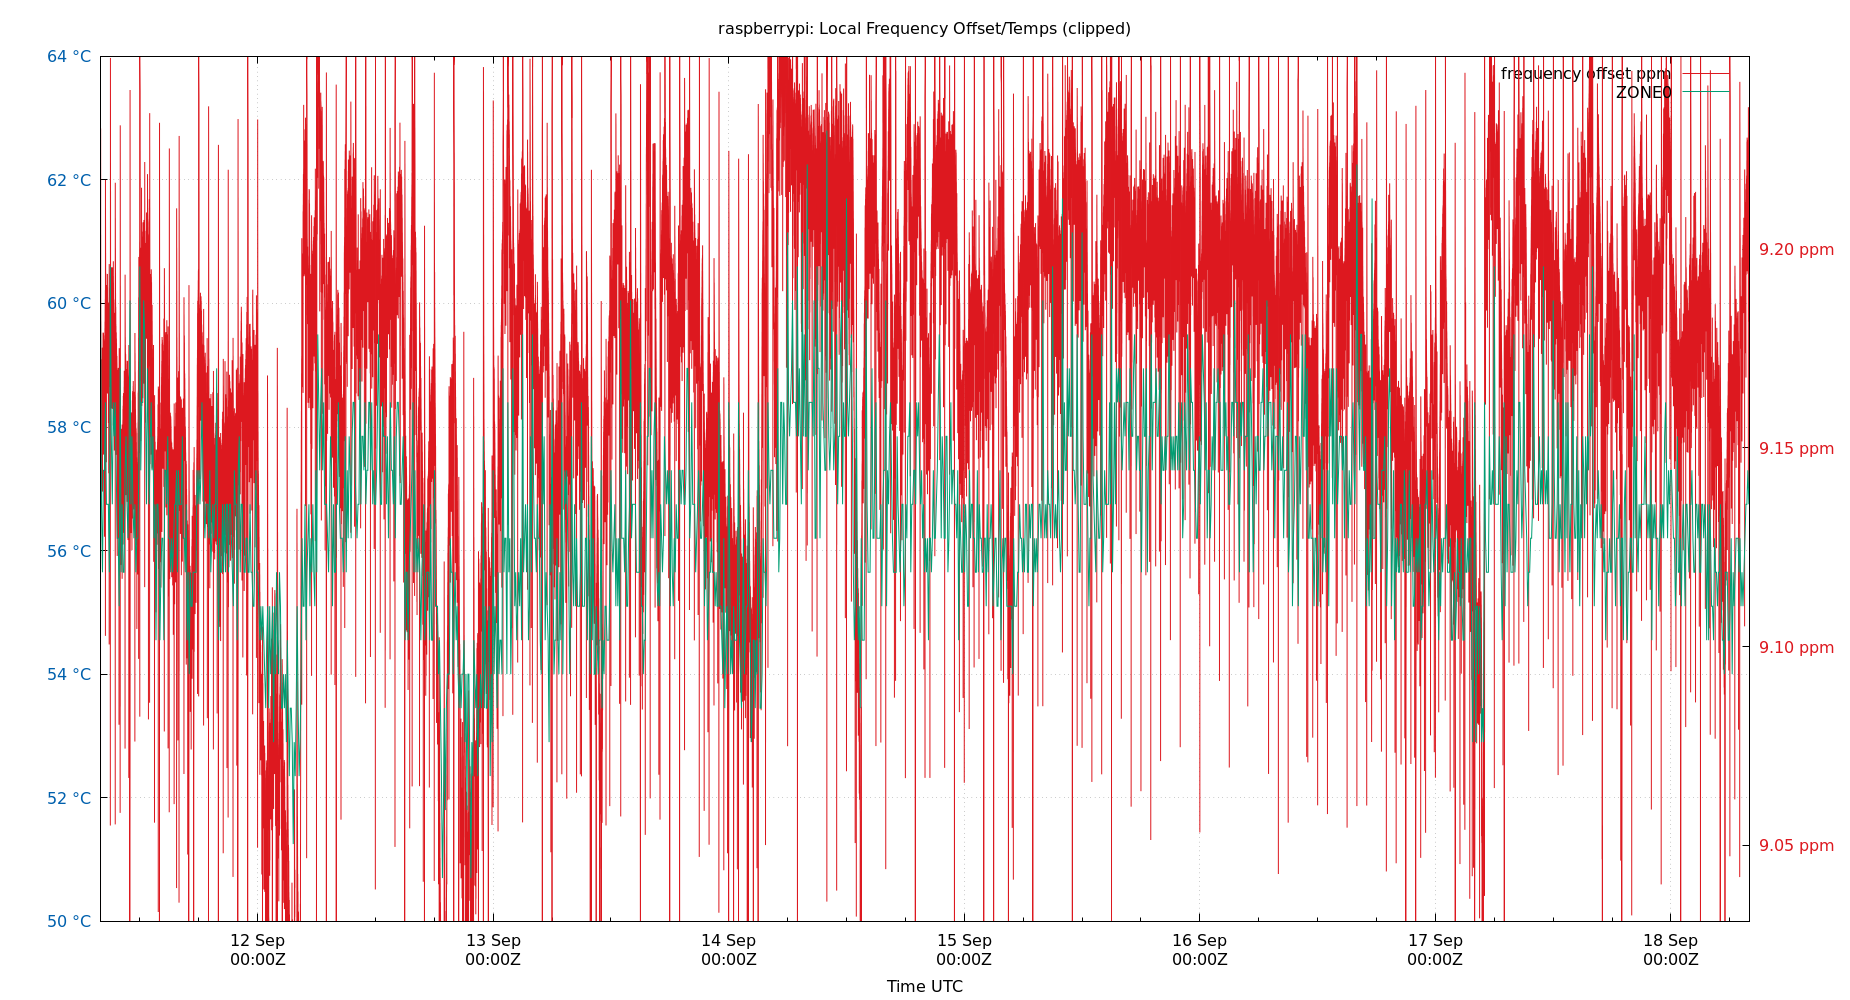 raspberrypi: Local Frequency Offset/Temps (clipped)
64 °C
62 °C
60 °C
58 °C
56 °C
54 °C
52 °C
50 °C
frequency offset ppm
ZONE0
9.20 ppm
9.15 ppm
9.10 ppm
9.05 ppm
12 Sep
00:00Z
13 Sep
00:00Z
14 Sep
00:00Z
15 Sep
00:00Z
16 Sep
00:00Z
17 Sep
00:00Z
18 Sep
00:00Z
Time UTC